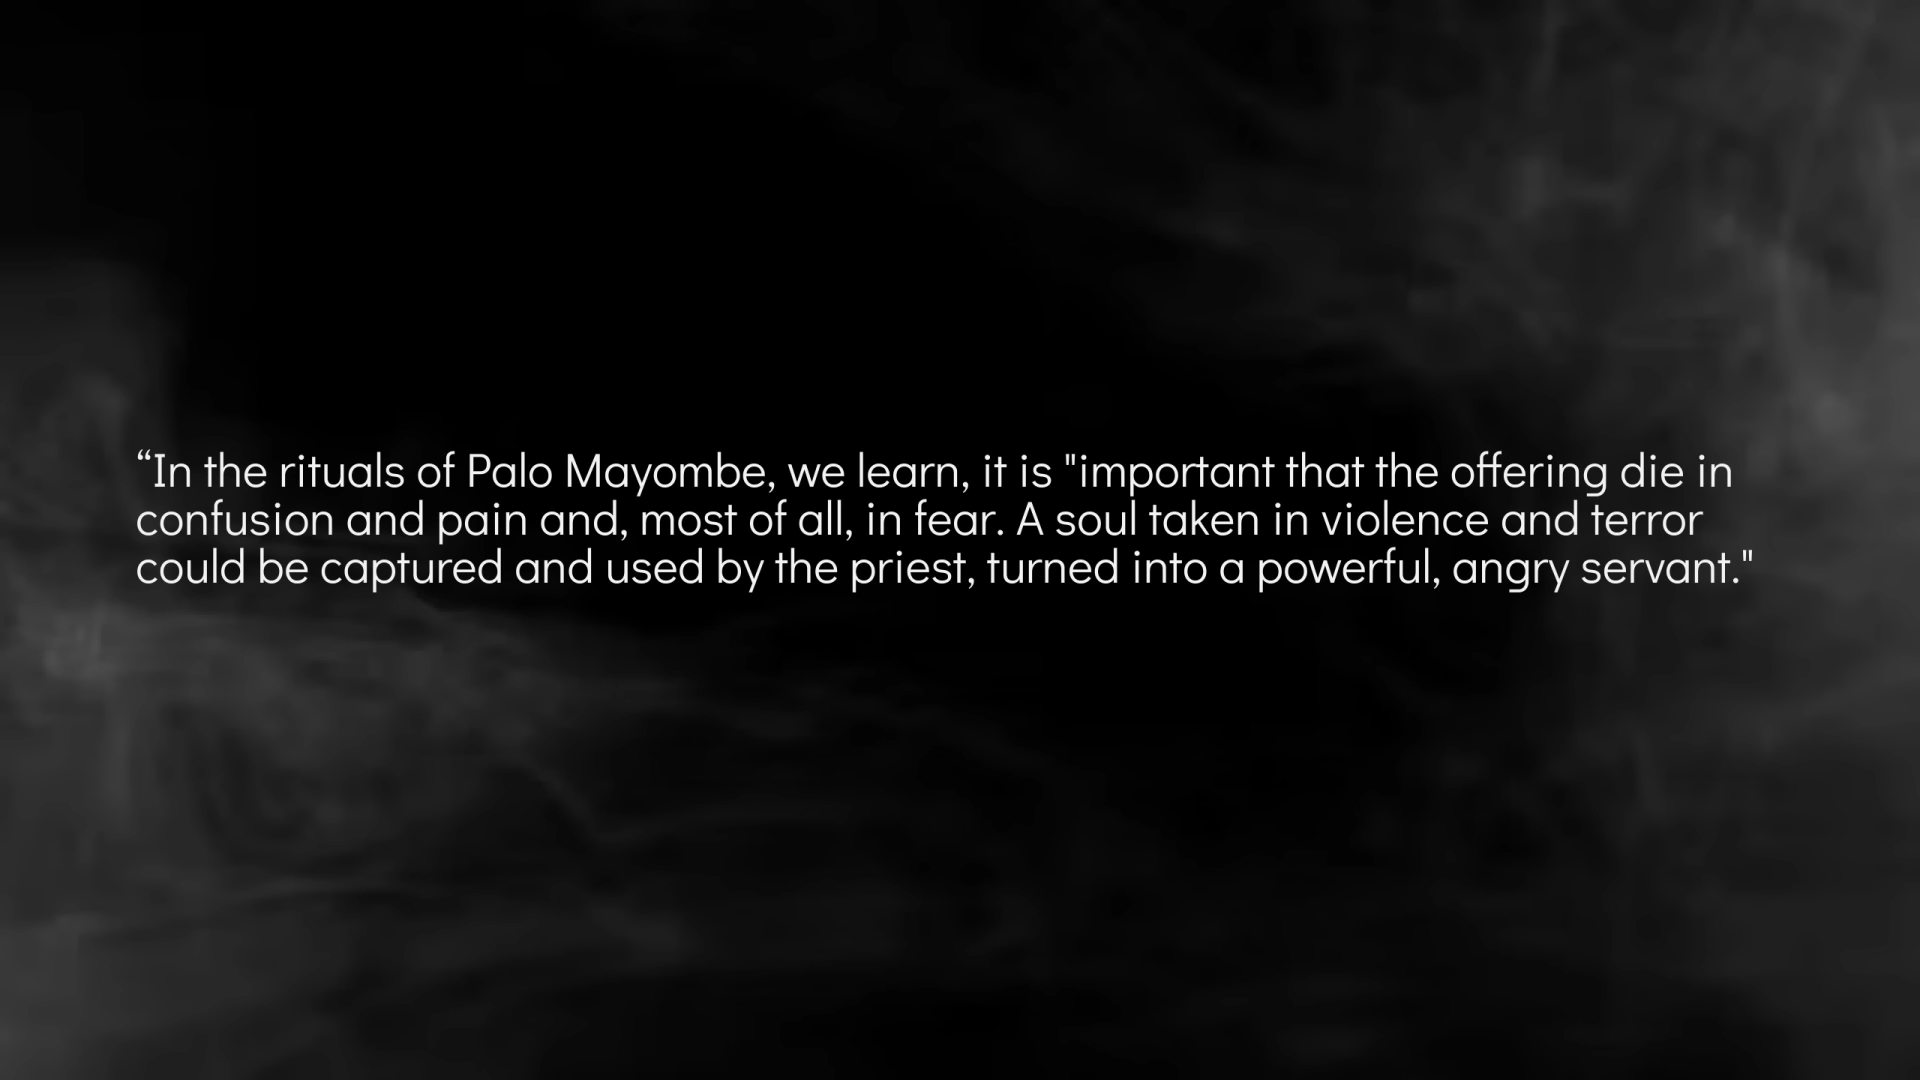 “In the rituals of Palo Mayombe, we learn, it is "important that the offering die in
confusion and pain and, most of all, in fear. A soul taken in violence and terror
could be captured and used by the priest, turned into a powerful, angry servant."